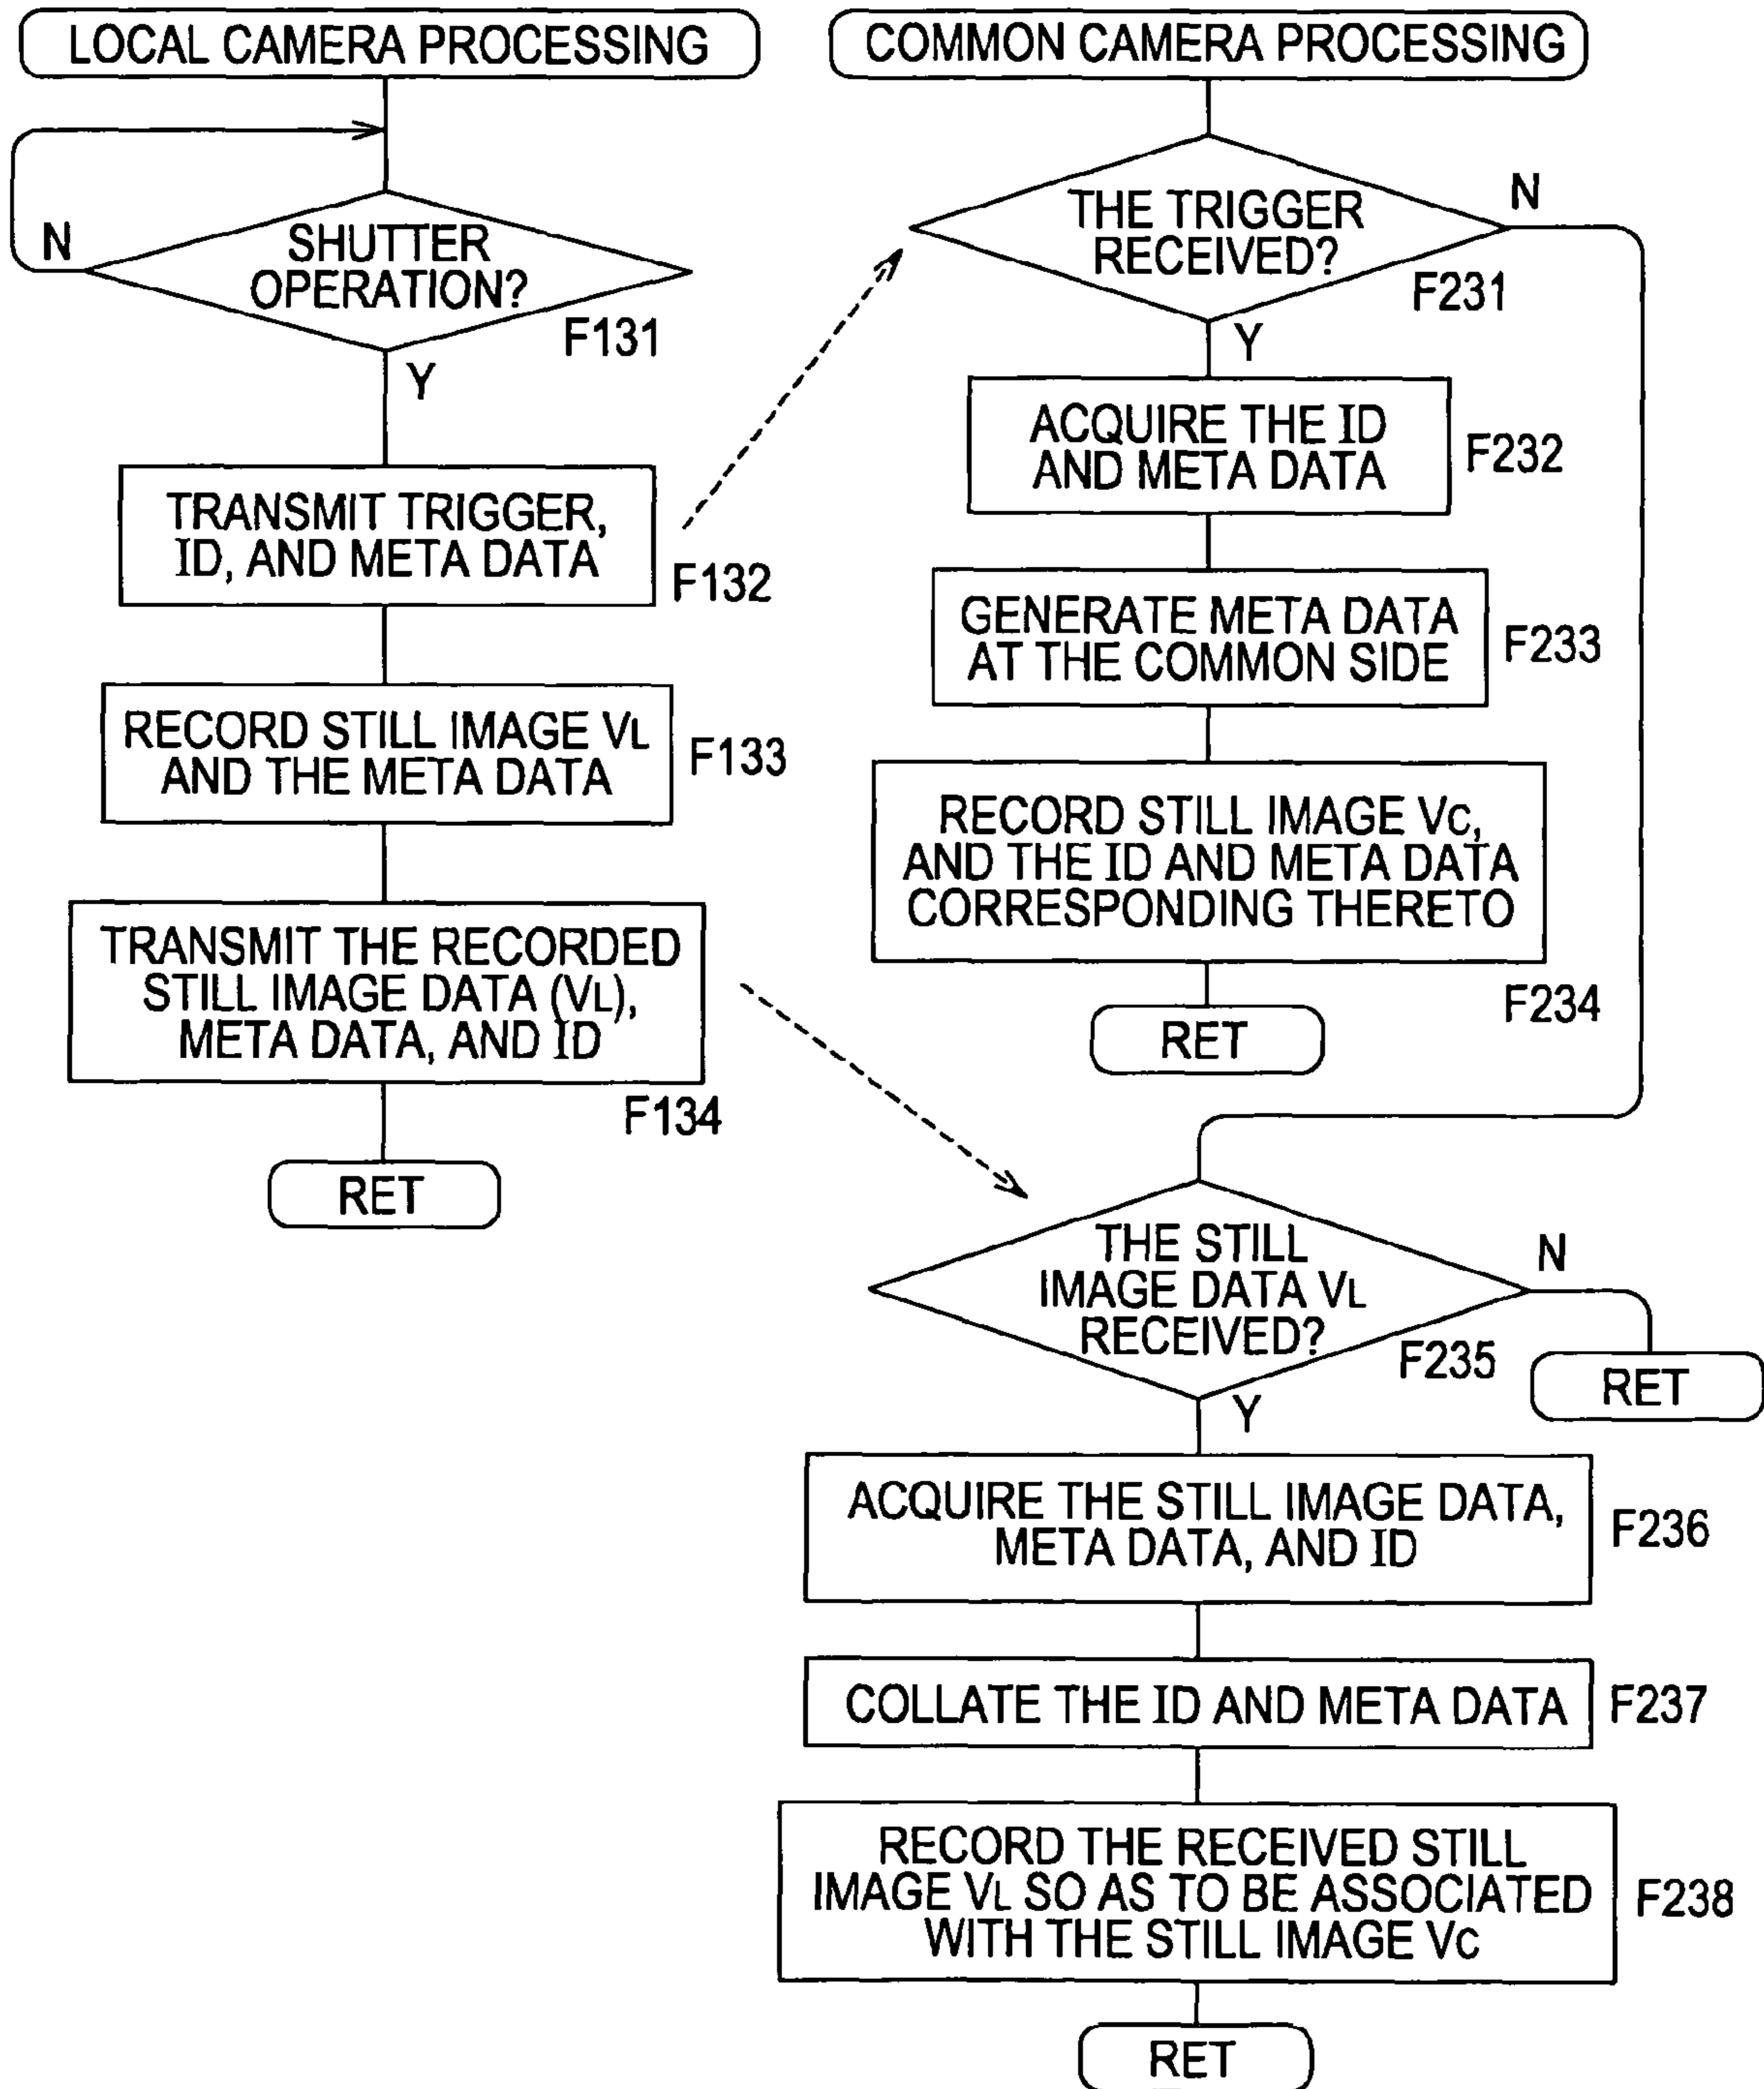 LOCAL CAMERA PROCESSING
N
SHUTTER
OPERATION?
F131
Y
TRANSMIT TRIGGER,
ID, AND META DATA
F132
RECORD STILL IMAGE VL
AND THE META DATA
F133
TRANSMIT THE RECORDED
STILL IMAGE DATA (VL),
META DATA, AND ID
F134
RET
COMMON CAMERA PROCESSING
THE TRIGGER
RECEIVED?
N
F231
Y
ACQUIRE THE ID
AND META DATA
F232
GENERATE META DATA
AT THE COMMON SIDE
F233
RECORD STILL IMAGE VC,
AND THE ID AND META DATA
CORRESPONDING THERETO
F234
RET
THE STILL
IMAGE DATA VL
RECEIVED?
N
F235
RET
Y
ACQUIRE THE STILL IMAGE DATA,
META DATA, AND ID
F236
COLLATE THE ID AND META DATA
F237
RECORD THE RECEIVED STILL
IMAGE VL SO AS TO BE ASSOCIATED
WITH THE STILL IMAGE VC
F238
RET